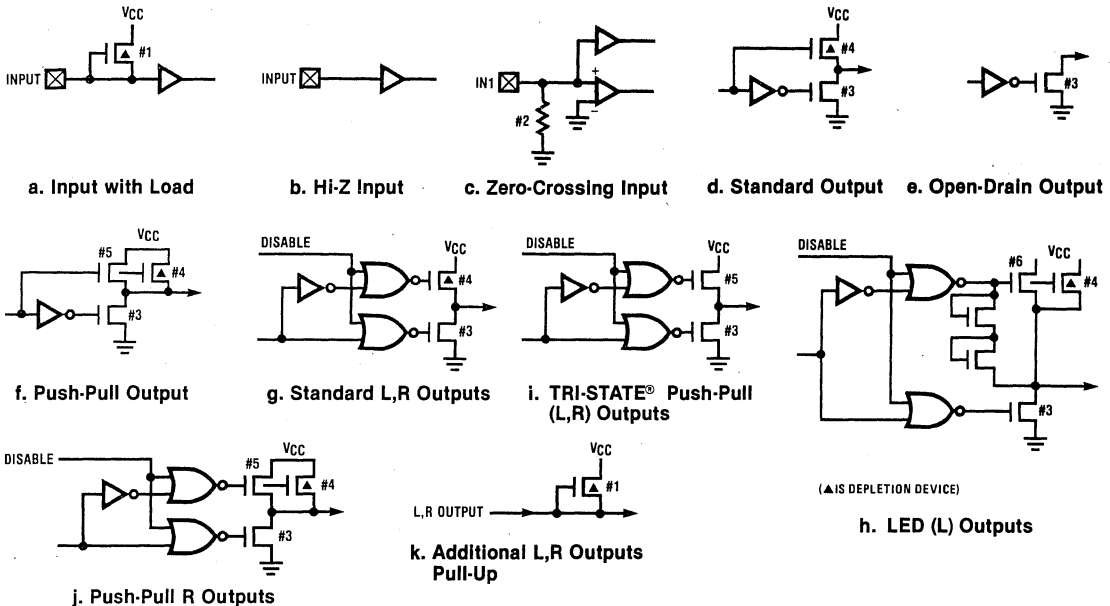 VCC
#1
INPUT
a. Input with Load
INPUT
b. Hi-Z Input
IN1
+
−
#2
c. Zero-Crossing Input
VCC
#4
#3
d. Standard Output
#3
e. Open-Drain Output
VCC
#5
#4
#3
f. Push-Pull Output
DISABLE
VCC
#4
#3
g. Standard L,R Outputs
DISABLE
VCC
#5
#3
i. TRI-STATE® Push-Pull
(L,R) Outputs
DISABLE
VCC
#6
#4
#3
(▲IS DEPLETION DEVICE)
h. LED (L) Outputs
DISABLE
VCC
#5
#4
#3
j. Push-Pull R Outputs
VCC
#1
L,R OUTPUT
k. Additional L,R Outputs
Pull-Up